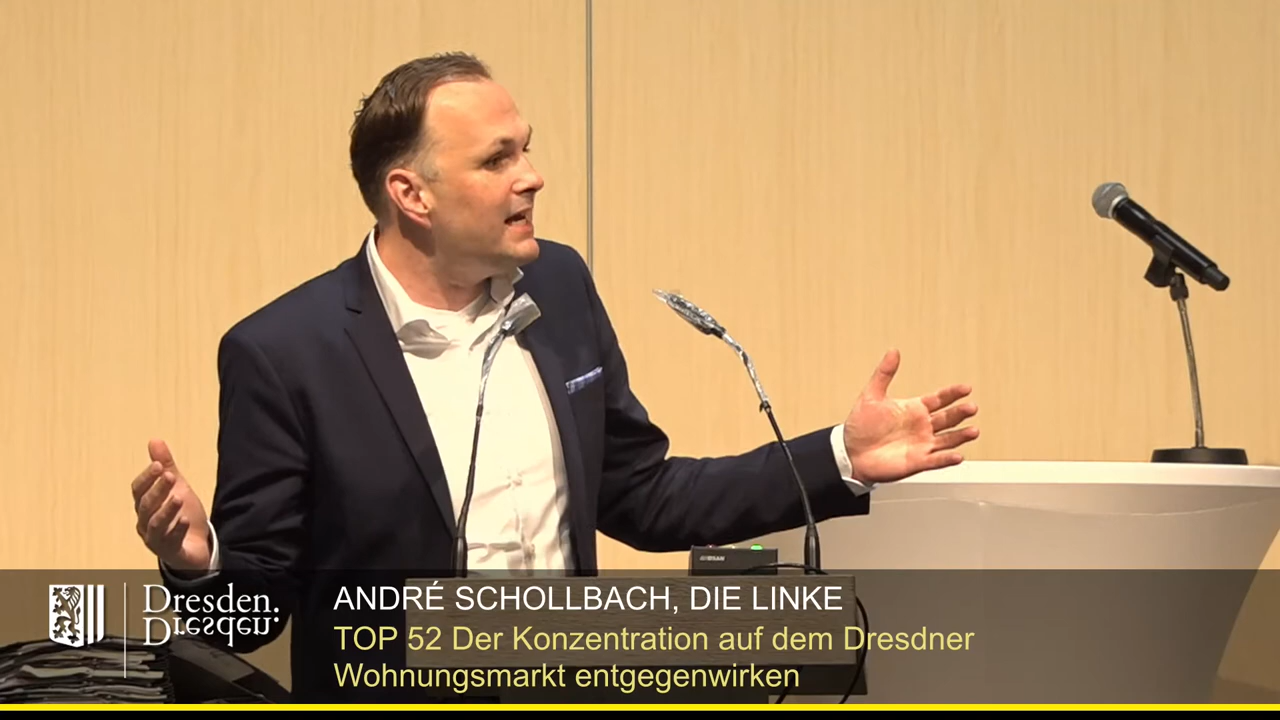 Dresden.
Dresden.
ANDRÉ SCHOLLBACH, DIE LINKE
TOP 52 Der Konzentration auf dem Dresdner
Wohnungsmarkt entgegenwirken